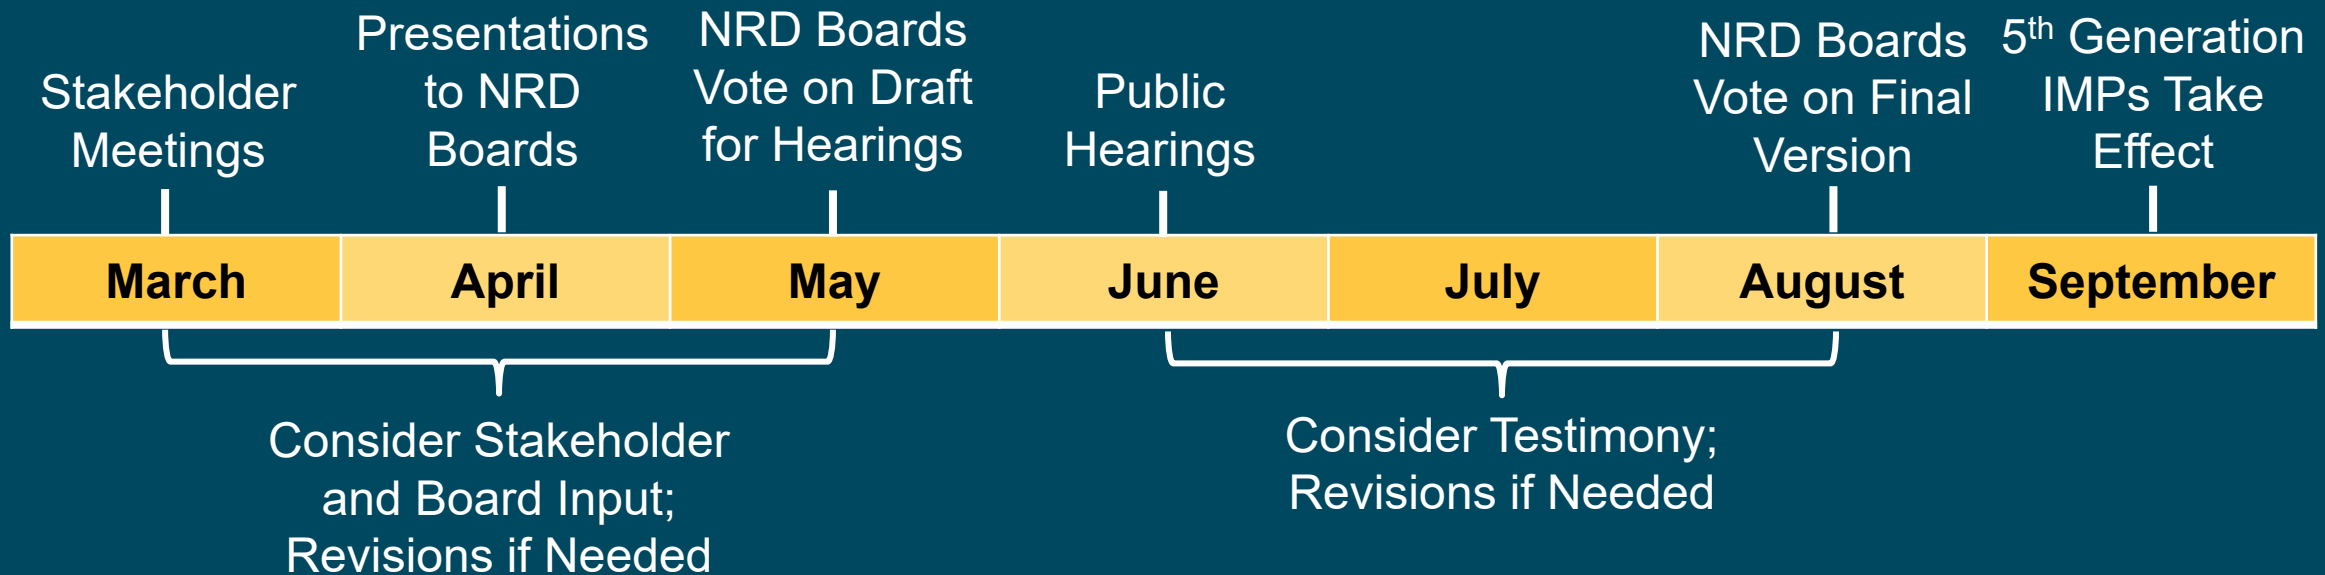 Stakeholder
Meetings
Presentations
to NRD
Boards
NRD Boards
Vote on Draft
for Hearings
Public
Hearings
NRD Boards
Vote on Final
Version
5th Generation
IMPs Take
Effect
March
April
May
June
July
August
September
Consider Stakeholder
and Board Input;
Revisions if Needed
Consider Testimony;
Revisions if Needed